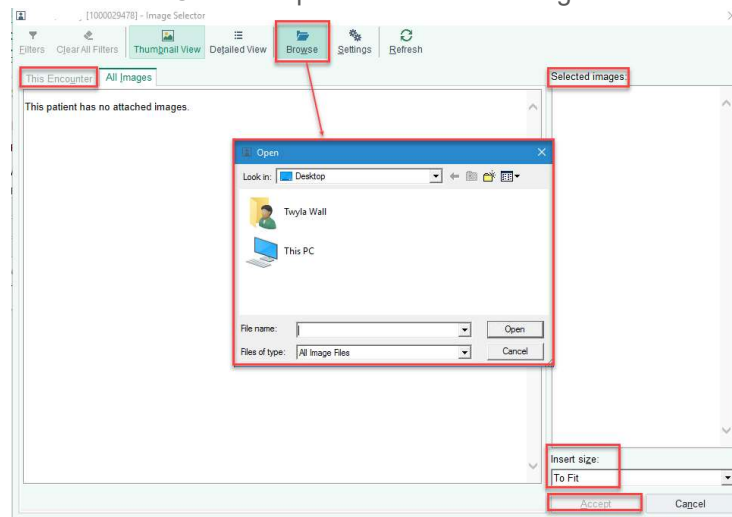 [1000029478] - Image Selector
Filters Clear All Filters Thumbnail View Detailed View Browse Settings Refresh
This Encounter All Images Selected images:
This patient has no attached images.
Open
Look in: Desktop
Twyla Wall
This PC
File name: Open
Files of type: All Image Files Cancel
Insert size:
To Fit
Accept Cancel